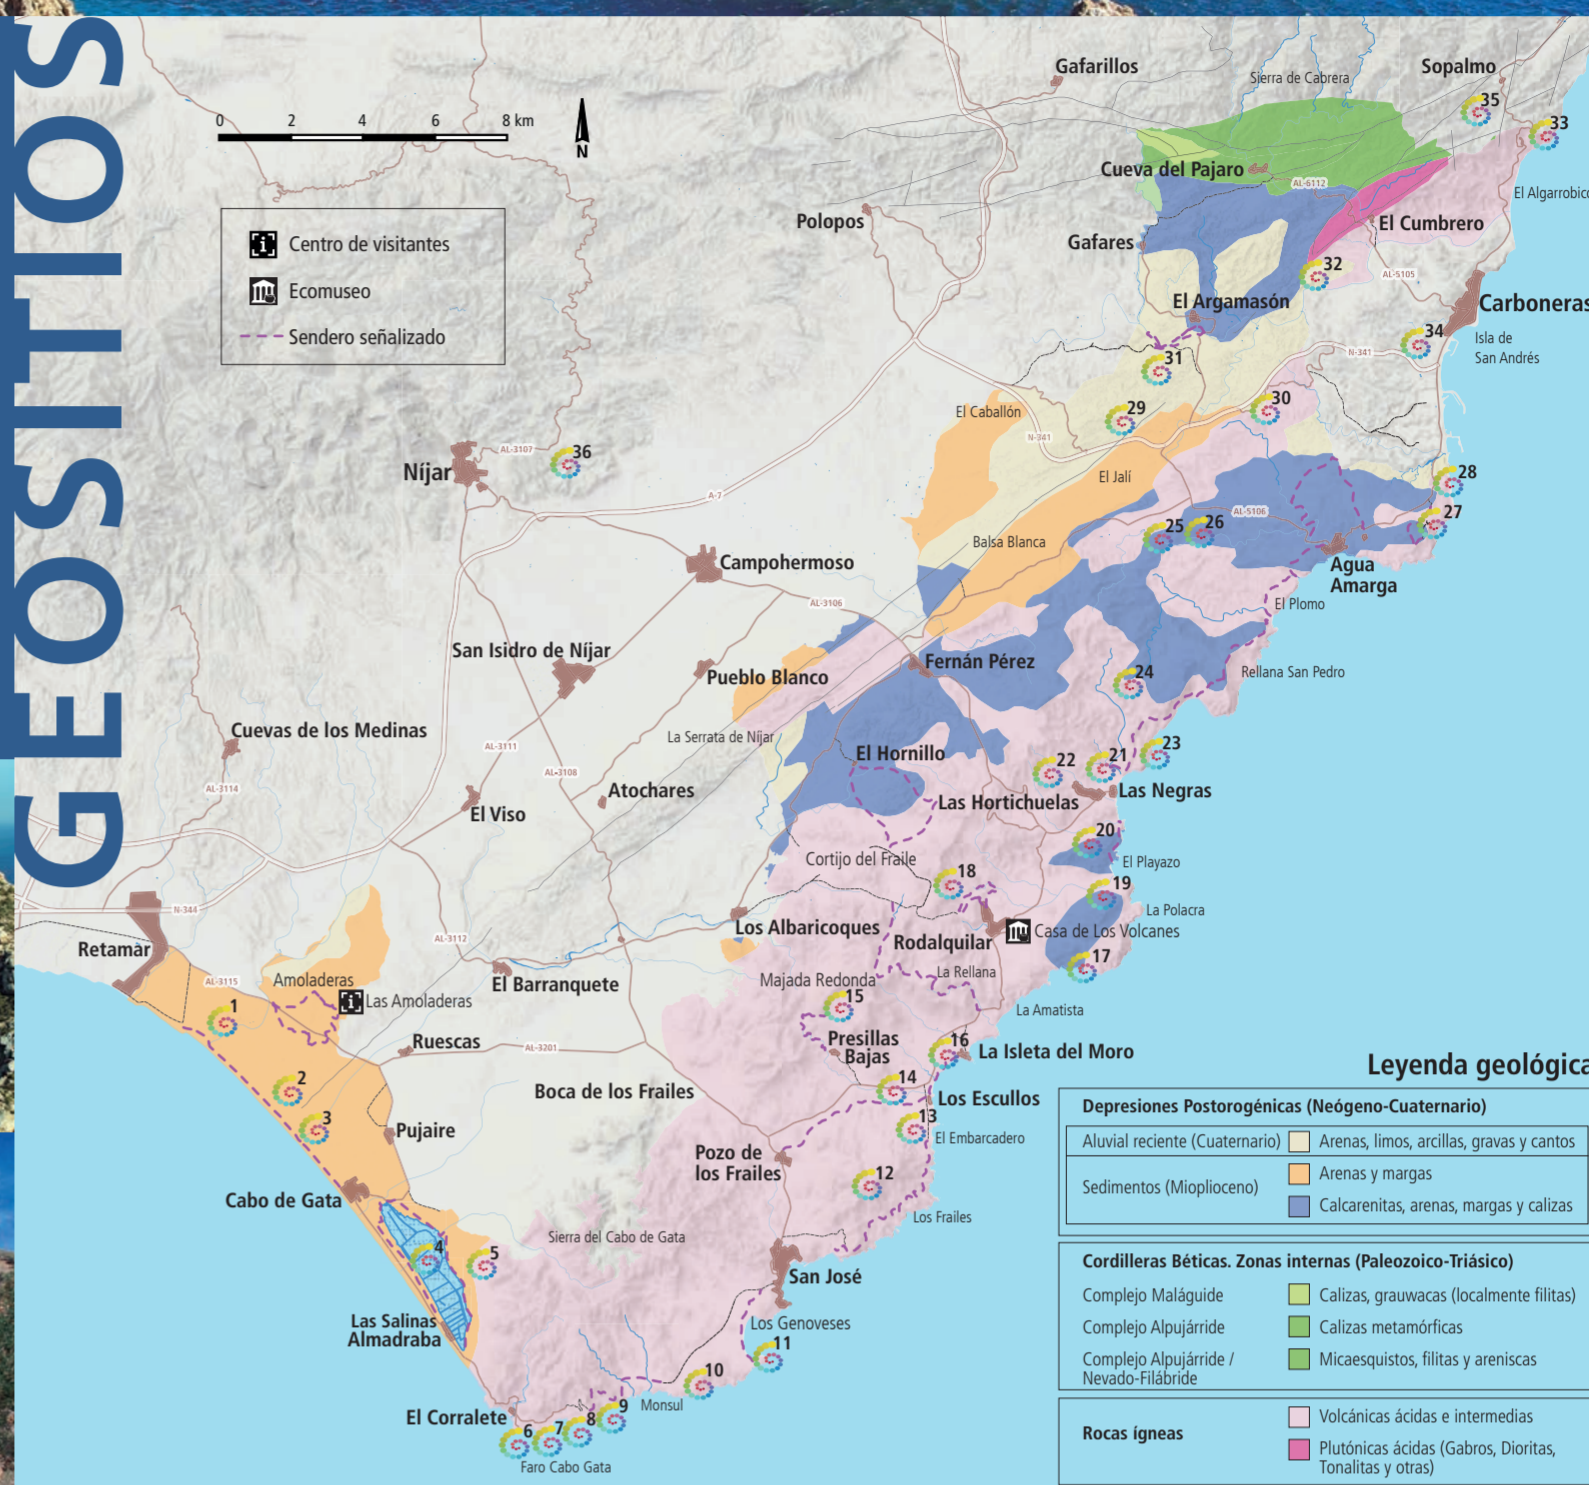 GEOSITIOS
0 2 4 6 8 km
N
Centro de visitantes
Ecomuseo
Sendero señalizado
Gafarillos
Sierra de Cabrera
Sopalmo
35
33
Cueva del Pajaro
AL-6112
El Algarrobico
Polopos
El Cumbrero
Gafares
32
AL-5105
El Argamasón
Carboneras
34
Isla de
San Andrés
N-341
31
30
29
El Caballón
N-341
AL-3107
36
Níjar
El Jalí
28
A-7
AL-5106
27
25
26
Balsa Blanca
Campohermoso
Agua
Amarga
AL-3106
El Plomo
San Isidro de Níjar
Fernán Pérez
Pueblo Blanco
Rellana San Pedro
24
Cuevas de los Medinas
La Serrata de Níjar
AL-3111
El Hornillo
23
22
21
AL-3108
AL-3114
Atochares
Las Hortichuelas
Las Negras
El Viso
20
Cortijo del Fraile
El Playazo
18
19
N-344
La Polacra
Los Albaricoques
Casa de Los Volcanes
Retamar
AL-3112
Rodalquilar
17
AL-3115
Amoladeras
El Barranquete
Majada Redonda
La Rellana
Las Amoladeras
15
La Amatista
1
Ruescas
AL-3201
Presillas
Bajas
16
La Isleta del Moro
2
Boca de los Frailes
14
Los Escullos
3
Pujaire
13
El Embarcadero
Pozo de
los Frailes
12
Cabo de Gata
Los Frailes
Sierra del Cabo de Gata
4
5
San José
Las Salinas
Almadraba
Los Genoveses
11
10
Monsul
El Corralete
9
8
7
6
Faro Cabo Gata
Leyenda geológica
Depresiones Postorogénicas (Neógeno-Cuaternario)
Aluvial reciente (Cuaternario) Arenas, limos, arcillas, gravas y cantos
Sedimentos (Mioplioceno)
Arenas y margas
Calcarenitas, arenas, margas y calizas
Cordilleras Béticas. Zonas internas (Paleozoico-Triásico)
Complejo Maláguide Calizas, grauwacas (localmente filitas)
Complejo Alpujárride Calizas metamórficas
Complejo Alpujárride / Micaesquistos, filitas y areniscas
Nevado-Filábride
Rocas ígneas
Volcánicas ácidas e intermedias
Plutónicas ácidas (Gabros, Dioritas,
Tonalitas y otras)